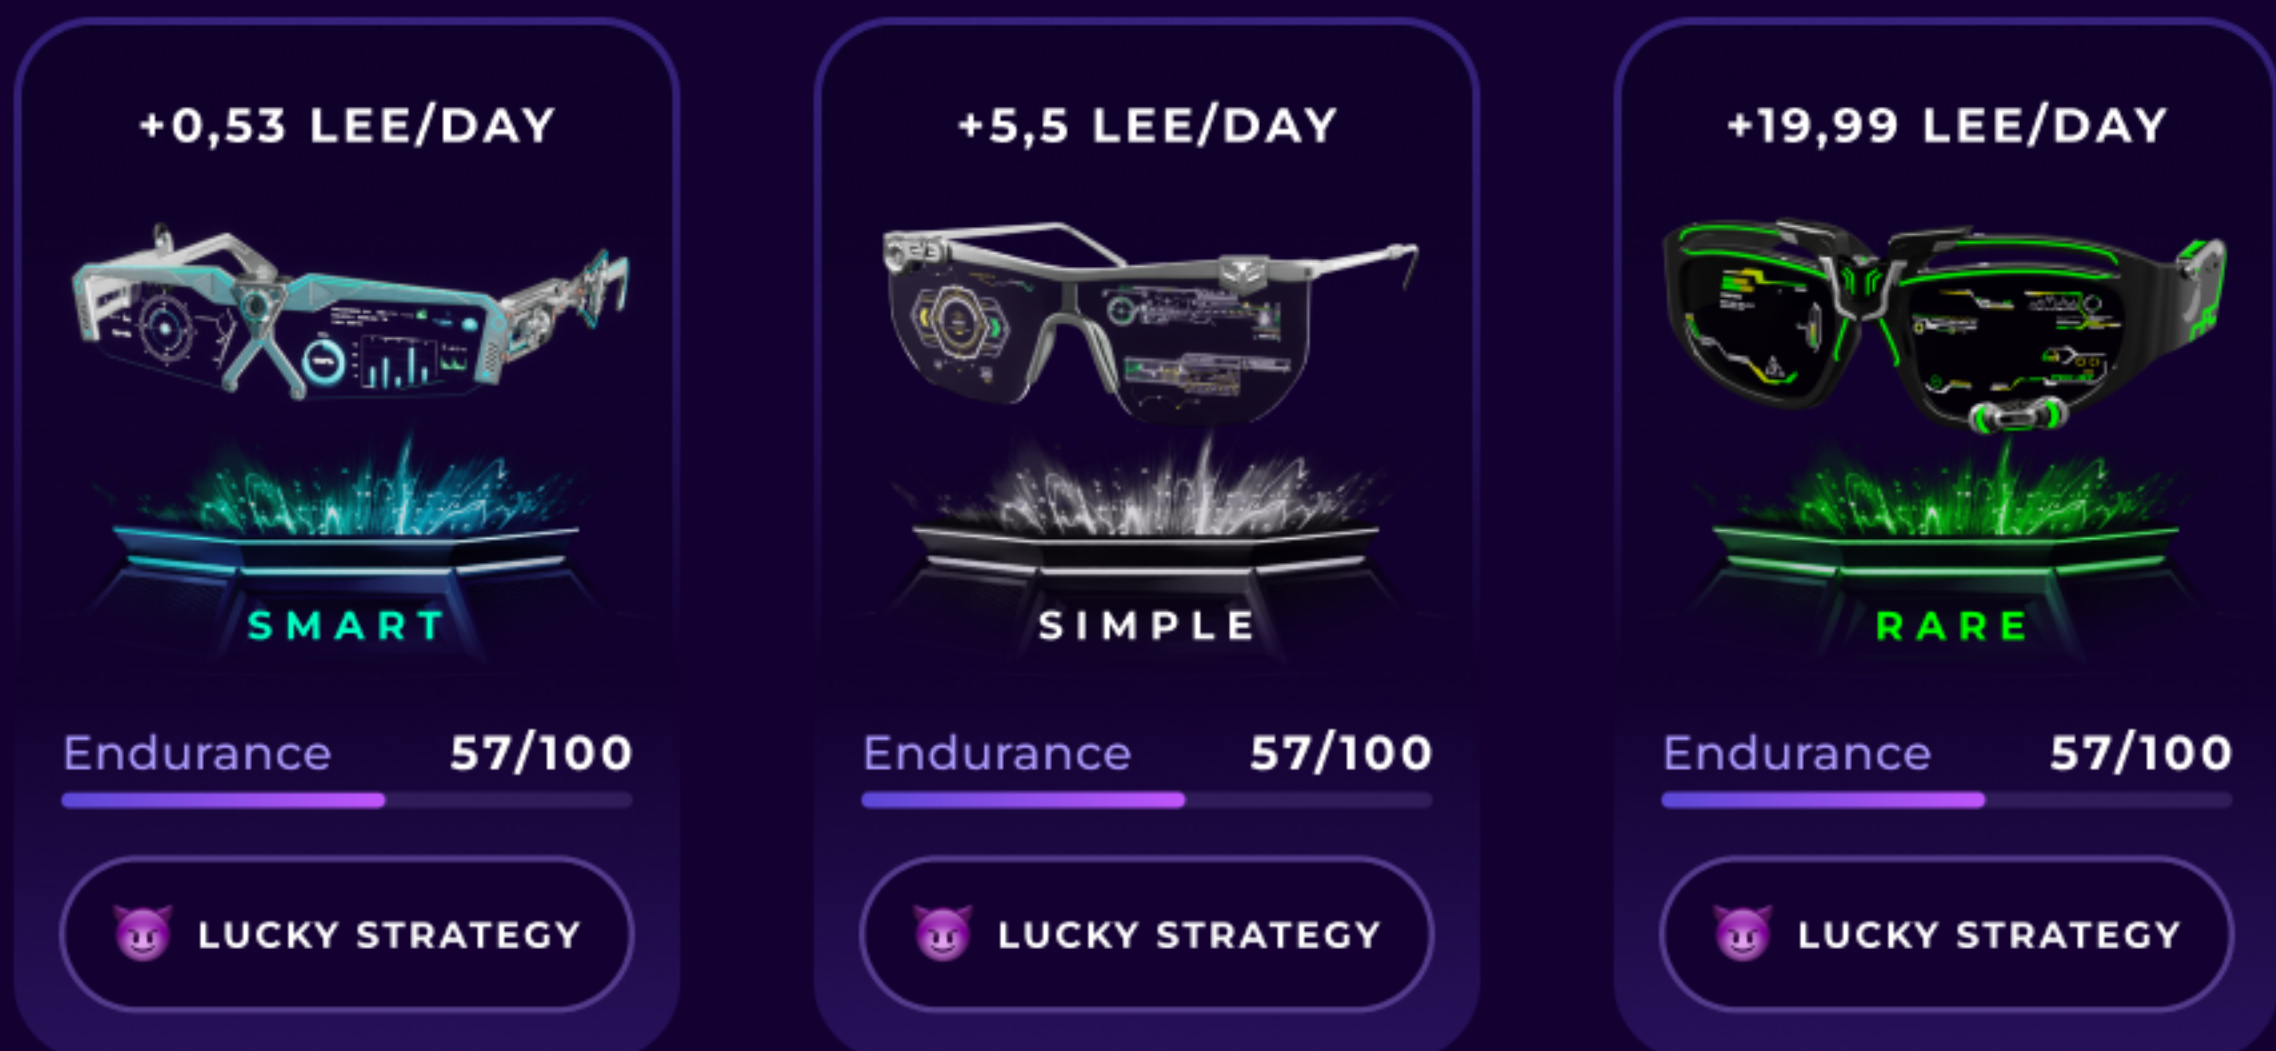 +0,53 LEE/DAY
SMART
Endurance 57/100
😈 LUCKY STRATEGY
+5,5 LEE/DAY
SIMPLE
Endurance 57/100
😈 LUCKY STRATEGY
+19,99 LEE/DAY
RARE
Endurance 57/100
😈 LUCKY STRATEGY